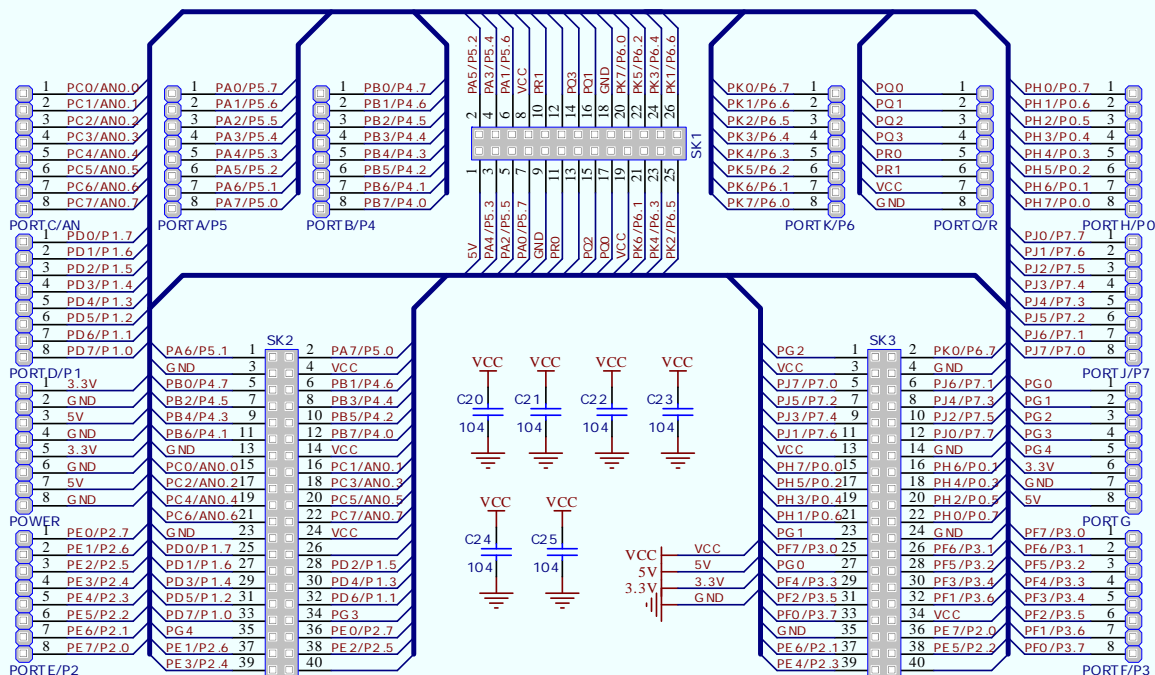 PORTC/AN
1 PC0/AN0.0
2 PC1/AN0.1
3 PC2/AN0.2
4 PC3/AN0.3
5 PC4/AN0.4
6 PC5/AN0.5
7 PC6/AN0.6
8 PC7/AN0.7
PORTA/P5
1 PA0/P5.7
2 PA1/P5.6
3 PA2/P5.5
4 PA3/P5.4
5 PA4/P5.3
6 PA5/P5.2
7 PA6/P5.1
8 PA7/P5.0
PORTB/P4
1 PB0/P4.7
2 PB1/P4.6
3 PB2/P4.5
4 PB3/P4.4
5 PB4/P4.3
6 PB5/P4.2
7 PB6/P4.1
8 PB7/P4.0
SK1
2 PA5/P5.2
4 PA3/P5.4
6 PA1/P5.6
8 VCC
10 PR1
12
14 PQ3
16 PQ1
18 GND
20 PK7/P6.0
22 PK5/P6.2
24 PK3/P6.4
26 PK1/P6.6
1 5V
3 PA4/P5.3
5 PA2/P5.5
7 PA0/P5.7
9 GND
11 PR0
13
15 PQ2
17 PQ0
19 VCC
21 PK6/P6.1
23 PK4/P6.3
25 PK2/P6.5
PORTK/P6
PK0/P6.7 1
PK1/P6.6 2
PK2/P6.5 3
PK3/P6.4 4
PK4/P6.3 5
PK5/P6.2 6
PK6/P6.1 7
PK7/P6.0 8
PORTQ/R
PQ0 1
PQ1 2
PQ2 3
PQ3 4
PR0 5
PR1 6
VCC 7
GND 8
PORTH/P0
PH0/P0.7 1
PH1/P0.6 2
PH2/P0.5 3
PH3/P0.4 4
PH4/P0.3 5
PH5/P0.2 6
PH6/P0.1 7
PH7/P0.0 8
PORTD/P1
1 PD0/P1.7
2 PD1/P1.6
3 PD2/P1.5
4 PD3/P1.4
5 PD4/P1.3
6 PD5/P1.2
7 PD6/P1.1
8 PD7/P1.0
POWER
1 3.3V
2 GND
3 5V
4 GND
5 3.3V
6 GND
7 5V
8 GND
PORTE/P2
1 PE0/P2.7
2 PE1/P2.6
3 PE2/P2.5
4 PE3/P2.4
5 PE4/P2.3
6 PE5/P2.2
7 PE6/P2.1
8 PE7/P2.0
SK2
PA6/P5.1 1 2 PA7/P5.0
GND 3 4 VCC
PB0/P4.7 5 6 PB1/P4.6
PB2/P4.5 7 8 PB3/P4.4
PB4/P4.3 9 10 PB5/P4.2
PB6/P4.1 11 12 PB7/P4.0
GND 13 14 VCC
PC0/AN0.0 15 16 PC1/AN0.1
PC2/AN0.2 17 18 PC3/AN0.3
PC4/AN0.4 19 20 PC5/AN0.5
PC6/AN0.6 21 22 PC7/AN0.7
GND 23 24 VCC
PD0/P1.7 25 26
PD1/P1.6 27 28 PD2/P1.5
PD3/P1.4 29 30 PD4/P1.3
PD5/P1.2 31 32 PD6/P1.1
PD7/P1.0 33 34 PG3
PG4 35 36 PE0/P2.7
PE1/P2.6 37 38 PE2/P2.5
PE3/P2.4 39 40
VCC VCC VCC VCC
C20 C21 C22 C23
104 104 104 104
VCC VCC
C24 C25
104 104
VCC VCC
5V 5V
3.3V 3.3V
GND
SK3
PG2 1 2 PK0/P6.7
VCC 3 4 GND
PJ7/P7.0 5 6 PJ6/P7.1
PJ5/P7.2 7 8 PJ4/P7.3
PJ3/P7.4 9 10 PJ2/P7.5
PJ1/P7.6 11 12 PJ0/P7.7
VCC 13 14 GND
PH7/P0.0 15 16 PH6/P0.1
PH5/P0.2 17 18 PH4/P0.3
PH3/P0.4 19 20 PH2/P0.5
PH1/P0.6 21 22 PH0/P0.7
PG1 23 24 GND
PF7/P3.0 25 26 PF6/P3.1
PG0 27 28 PF5/P3.2
PF4/P3.3 29 30 PF3/P3.4
PF2/P3.5 31 32 PF1/P3.6
PF0/P3.7 33 34 VCC
GND 35 36 PE7/P2.0
PE6/P2.1 37 38 PE5/P2.2
PE4/P2.3 39 40
PORTJ/P7
PJ0/P7.7 1
PJ1/P7.6 2
PJ2/P7.5 3
PJ3/P7.4 4
PJ4/P7.3 5
PJ5/P7.2 6
PJ6/P7.1 7
PJ7/P7.0 8
PORTG
PG0 1
PG1 2
PG2 3
PG3 4
PG4 5
3.3V 6
GND 7
5V 8
PORTF/P3
PF7/P3.0 1
PF6/P3.1 2
PF5/P3.2 3
PF4/P3.3 4
PF3/P3.4 5
PF2/P3.5 6
PF1/P3.6 7
PF0/P3.7 8